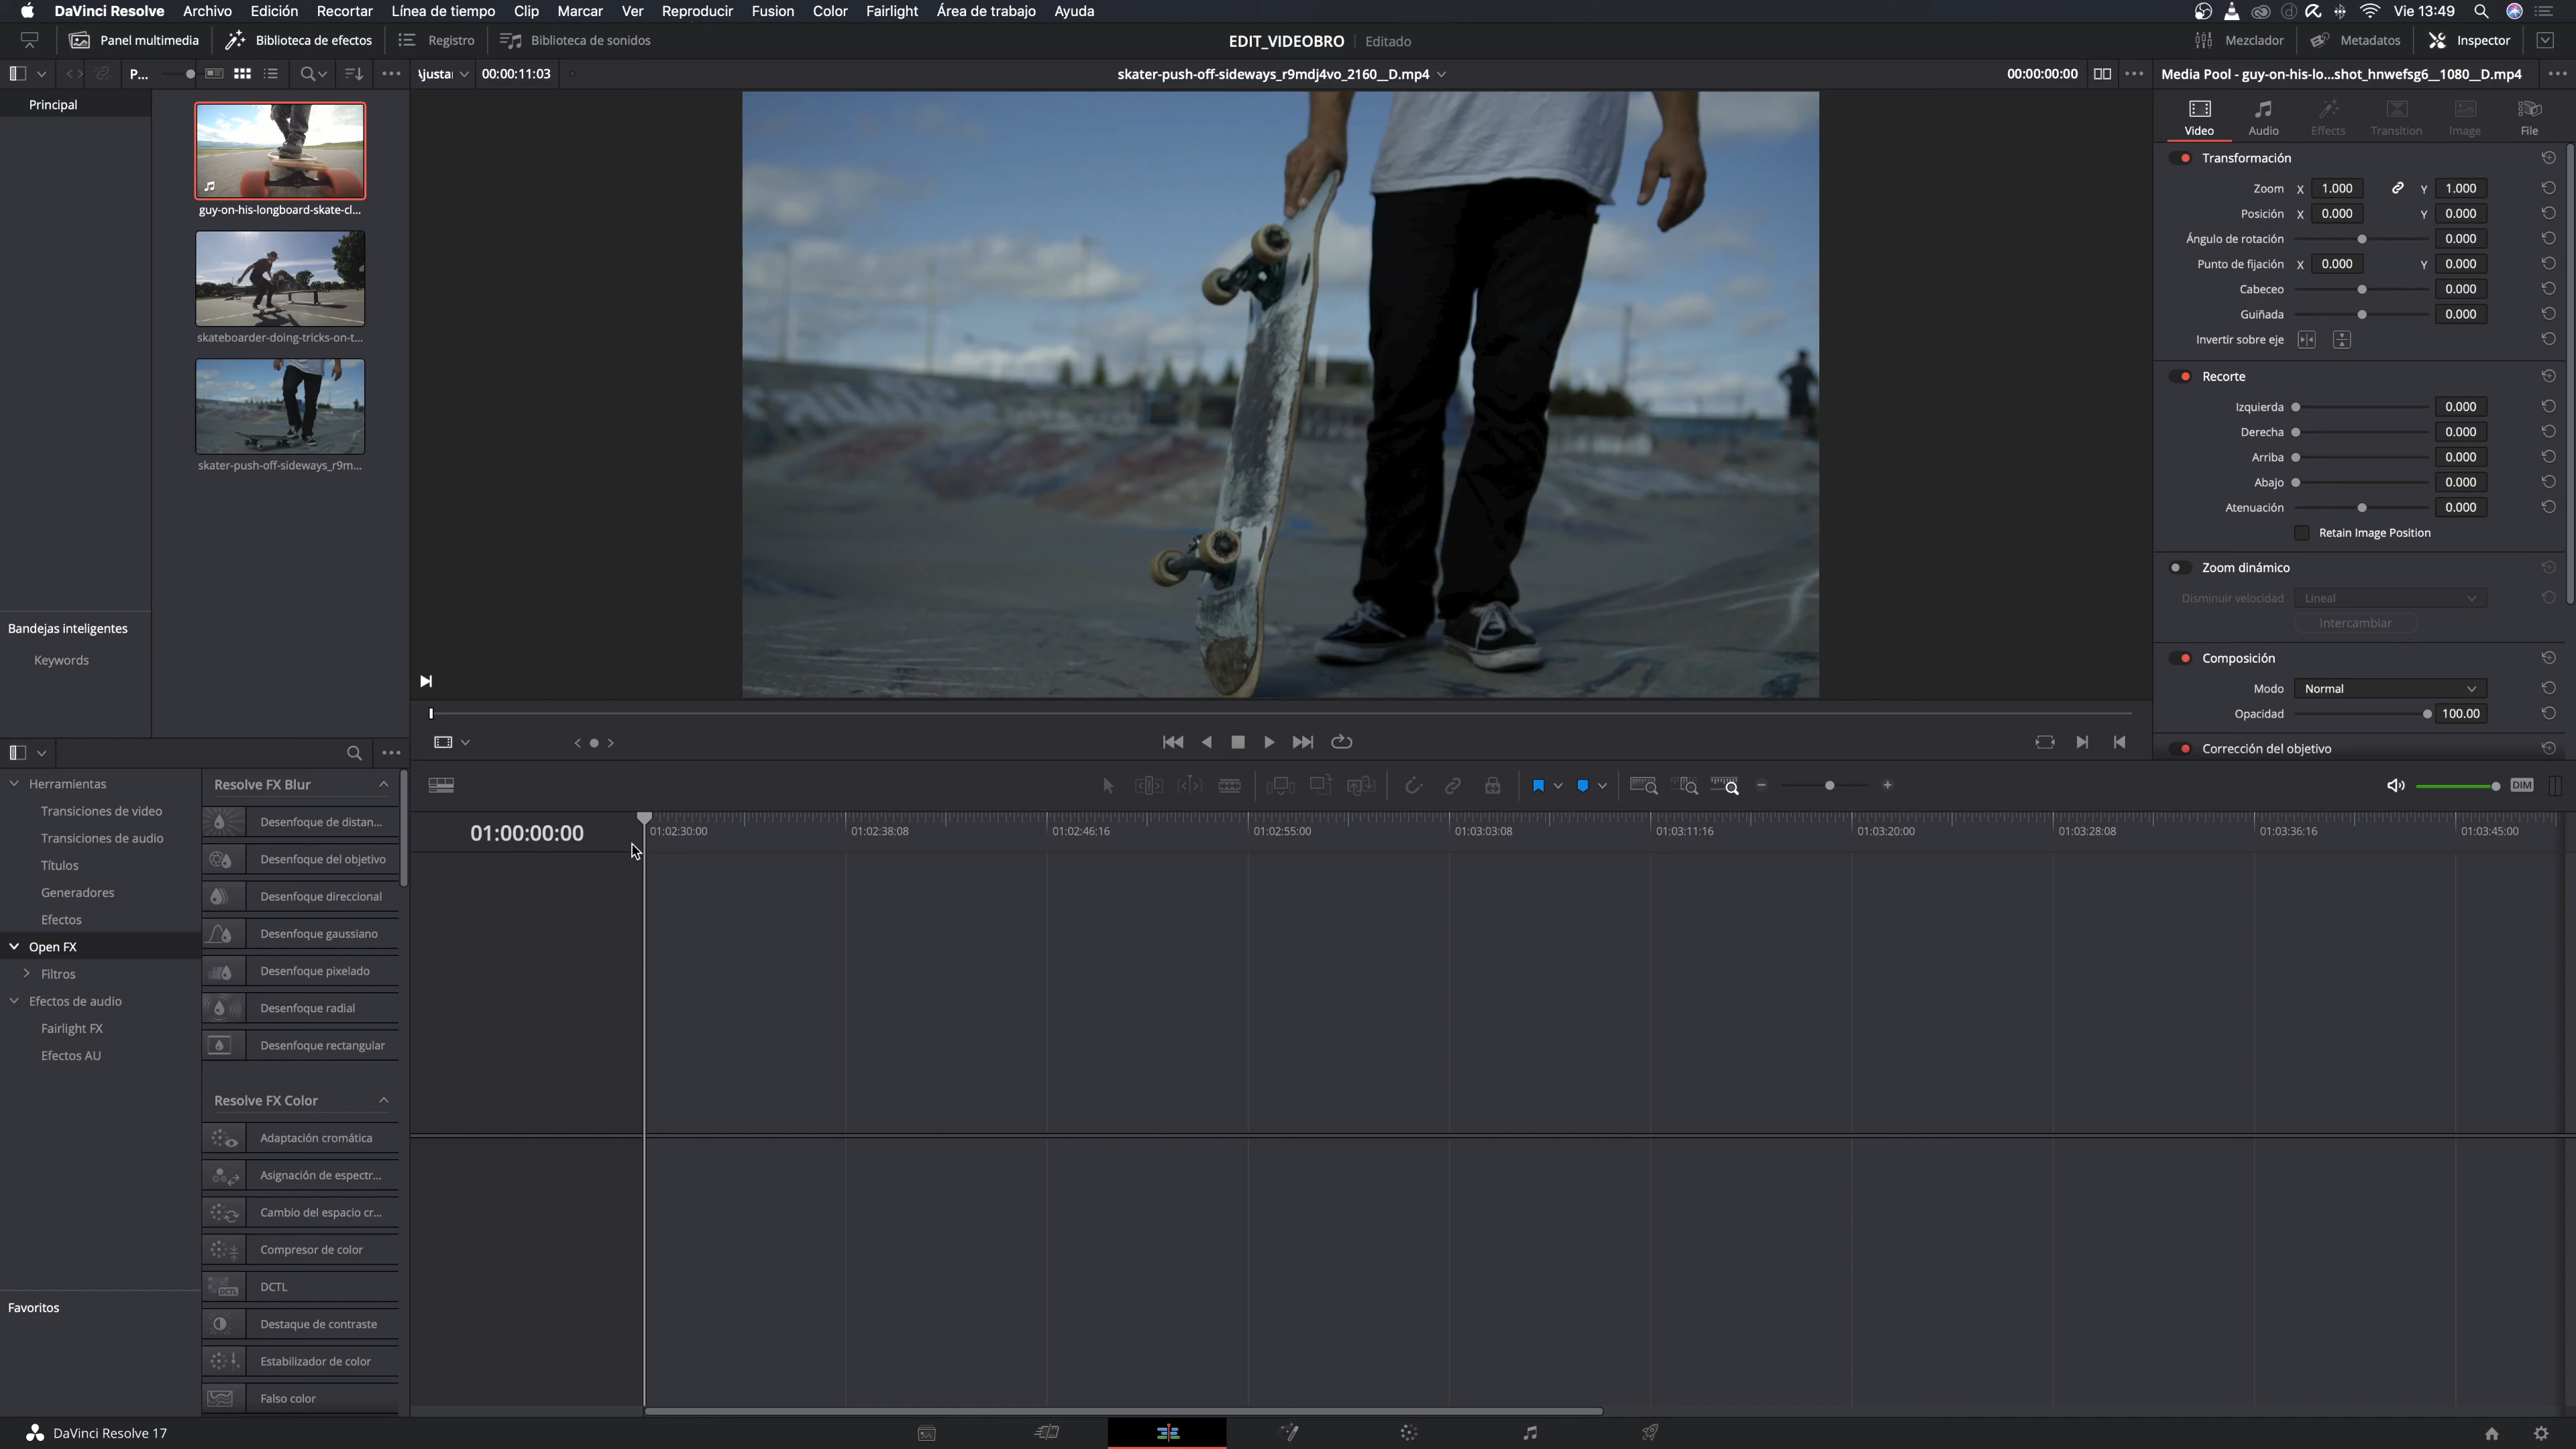 DaVinci Resolve Archivo Edición Recortar Línea de tiempo Clip Marcar Ver Reproducir Fusion Color Fairlight Área de trabajo Ayuda Vie 13:49
Panel multimedia Biblioteca de efectos Registro Biblioteca de sonidos EDIT_VIDEOBRO Editado Mezclador Metadatos Inspector
P... Ajustar 00:00:11:03 skater-push-off-sideways_r9mdj4vo_2160__D.mp4 00:00:00:00 Media Pool - guy-on-his-lo...shot_hnwefsg6__1080__D.mp4
Principal
guy-on-his-longboard-skate-cl...
skateboarder-doing-tricks-on-t...
skater-push-off-sideways_r9m...
Bandejas inteligentes
Keywords
Video Audio Effects Transition Image File
Transformación
Zoom X 1.000 Y 1.000
Posición X 0.000 Y 0.000
Ángulo de rotación 0.000
Punto de fijación X 0.000 Y 0.000
Cabeceo 0.000
Guiñada 0.000
Invertir sobre eje
Recorte
Izquierda 0.000
Derecha 0.000
Arriba 0.000
Abajo 0.000
Atenuación 0.000
Retain Image Position
Zoom dinámico
Disminuir velocidad Lineal
Intercambiar
Composición
Modo Normal
Opacidad 100.00
Corrección del objetivo
Herramientas
Transiciones de video
Transiciones de audio
Títulos
Generadores
Efectos
Open FX
Filtros
Efectos de audio
Fairlight FX
Efectos AU
Favoritos
Resolve FX Blur
Desenfoque de distan...
Desenfoque del objetivo
Desenfoque direccional
Desenfoque gaussiano
Desenfoque pixelado
Desenfoque radial
Desenfoque rectangular
Resolve FX Color
Adaptación cromática
Asignación de espectr...
Cambio del espacio cr...
Compresor de color
DCTL
DCTL
Destaque de contraste
Estabilizador de color
Falso color
DIM
01:00:00:00 01:02:30:00 01:02:38:08 01:02:46:16 01:02:55:00 01:03:03:08 01:03:11:16 01:03:20:00 01:03:28:08 01:03:36:16 01:03:45:00
DaVinci Resolve 17